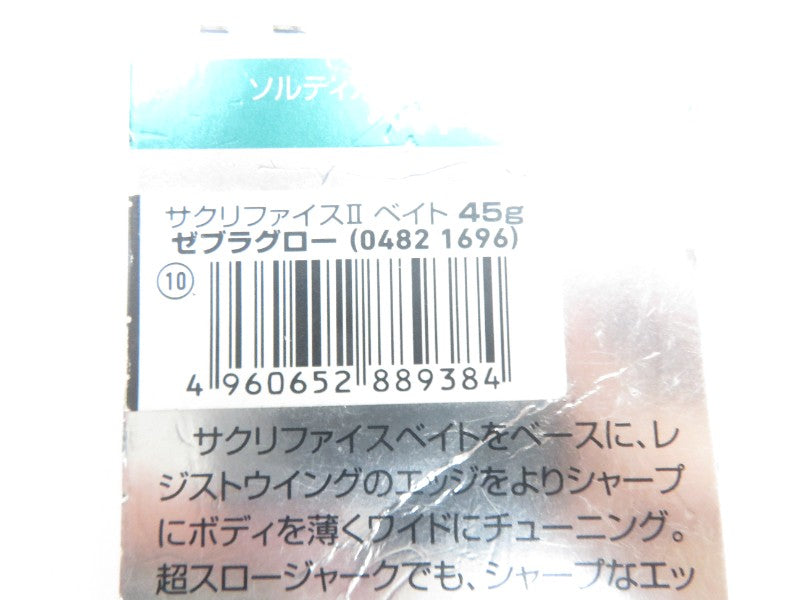 ソルティ
サクリファイスII ベイト 45g
ゼブラグロー (0482 1696)
10
4 960652 889384
サクリファイスベイトをベースに、レ
ジストウイングのエッジをよりシャープ
にボディを薄くワイドにチューニング。
超スロージャークでも、シャープなエッ